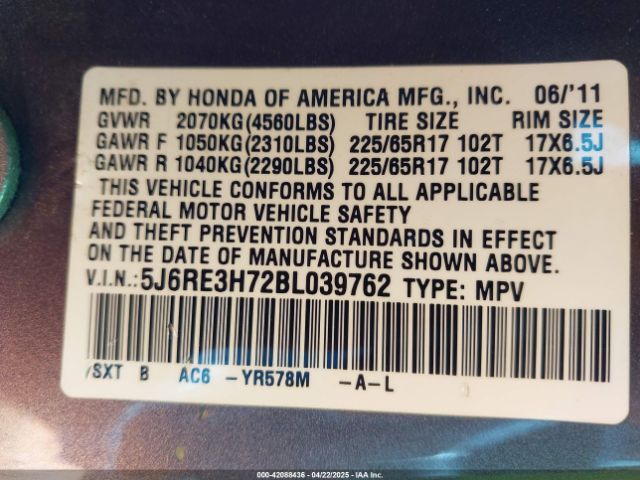 MFD. BY HONDA OF AMERICA MFG., INC. 06/'11
GVWR 2070KG(4560LBS) TIRE SIZE RIM SIZE
GAWR F 1050KG(2310LBS) 225/65R17 102T 17X6.5J
GAWR R 1040KG(2290LBS) 225/65R17 102T 17X6.5J
THIS VEHICLE CONFORMS TO ALL APPLICABLE
FEDERAL MOTOR VEHICLE SAFETY
AND THEFT PREVENTION STANDARDS IN EFFECT
ON THE DATE OF MANUFACTURE SHOWN ABOVE.
V.I.N.:5J6RE3H72BL039762 TYPE: MPV
/SXT B AC6 -YR578M -A-L
000-42088436 - 04/22/2025 - IAA Inc.